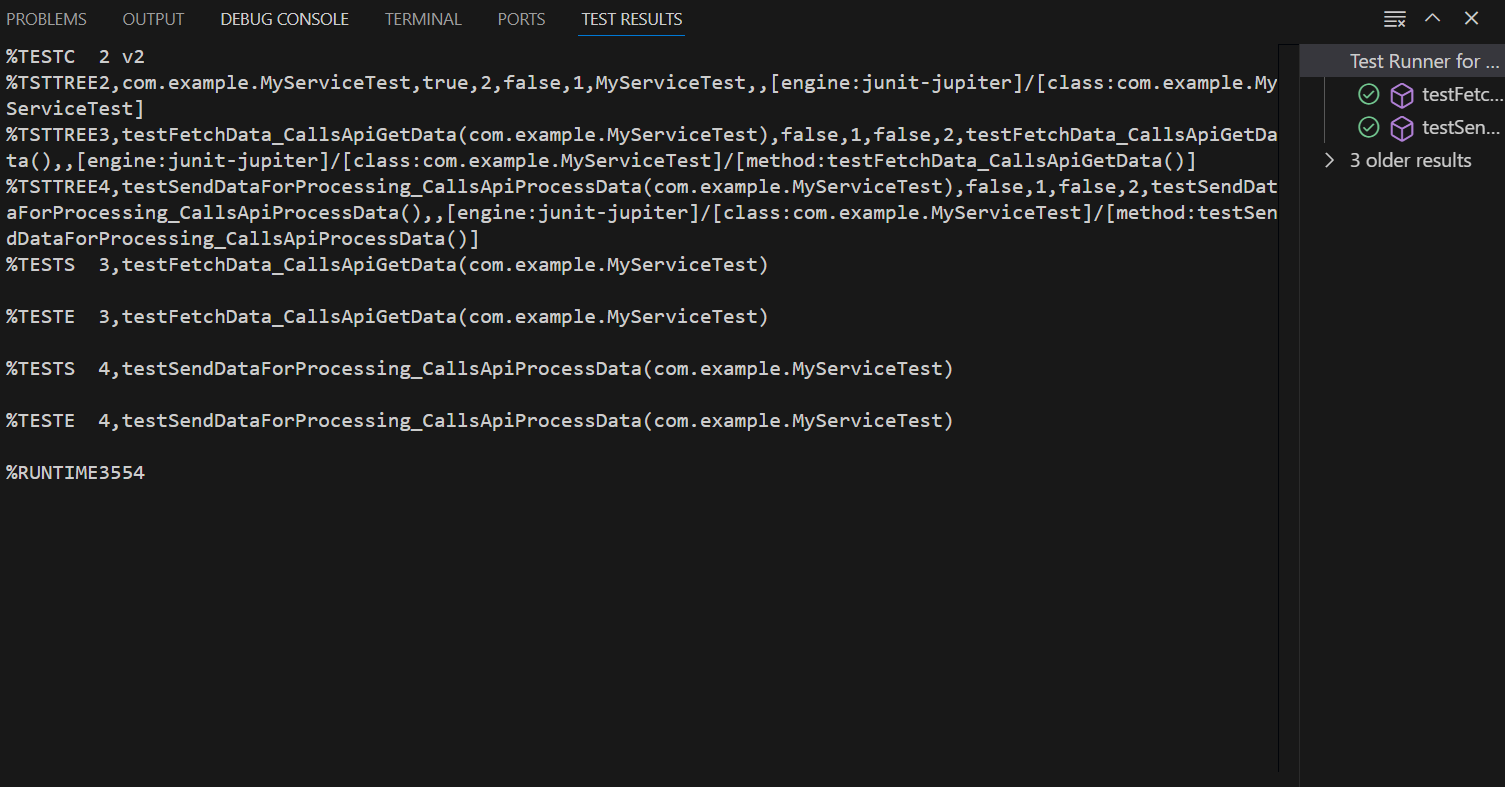 PROBLEMS OUTPUT DEBUG CONSOLE TERMINAL PORTS TEST RESULTS
%TESTC  2 v2
%TSTTREE2,com.example.MyServiceTest,true,2,false,1,MyServiceTest,,[engine:junit-jupiter]/[class:com.example.My
ServiceTest]
%TSTTREE3,testFetchData_CallsApiGetData(com.example.MyServiceTest),false,1,false,2,testFetchData_CallsApiGetDa
ta(),,[engine:junit-jupiter]/[class:com.example.MyServiceTest]/[method:testFetchData_CallsApiGetData()]
%TSTTREE4,testSendDataForProcessing_CallsApiProcessData(com.example.MyServiceTest),false,1,false,2,testSendDat
aForProcessing_CallsApiProcessData(),,[engine:junit-jupiter]/[class:com.example.MyServiceTest]/[method:testSen
dDataForProcessing_CallsApiProcessData()]
%TESTS  3,testFetchData_CallsApiGetData(com.example.MyServiceTest)
%TESTE  3,testFetchData_CallsApiGetData(com.example.MyServiceTest)
%TESTS  4,testSendDataForProcessing_CallsApiProcessData(com.example.MyServiceTest)
%TESTE  4,testSendDataForProcessing_CallsApiProcessData(com.example.MyServiceTest)
%RUNTIME3554
Test Runner for ...
testFetc...
testSen...
3 older results